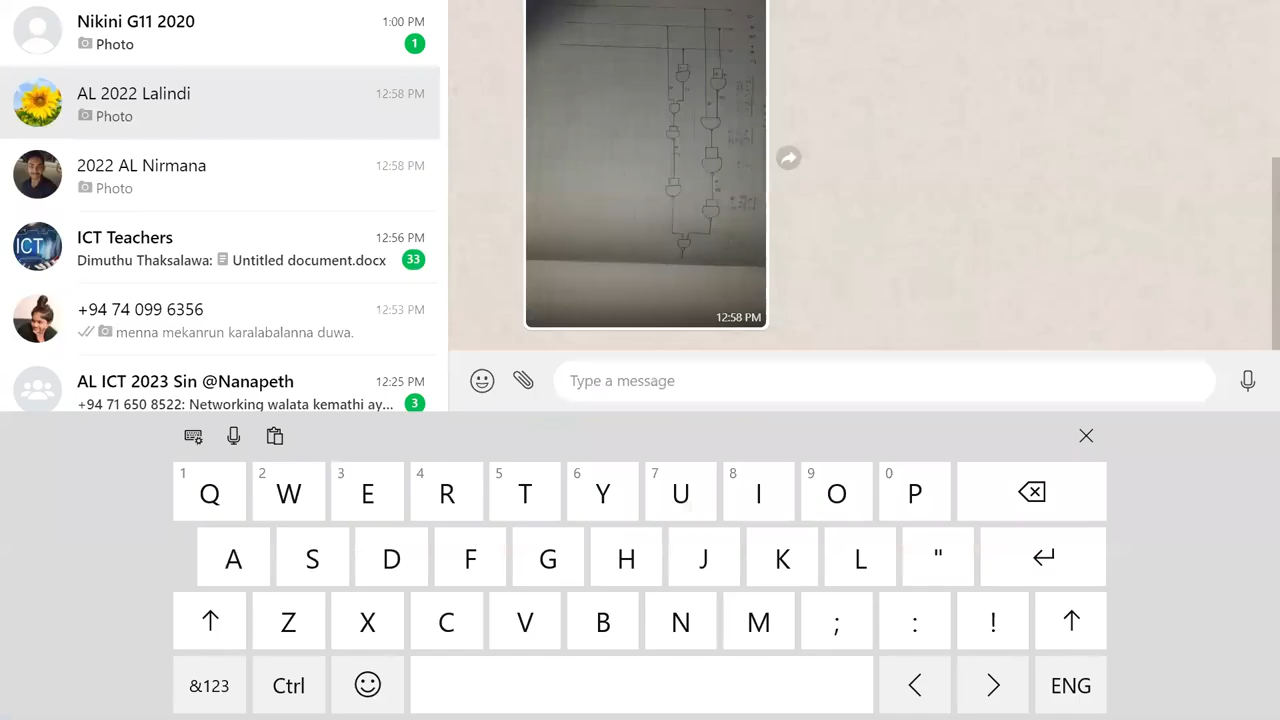 Nikini G11 2020
1:00 PM
Photo
1
AL 2022 Lalindi
12:58 PM
Photo
2022 AL Nirmana
12:58 PM
Photo
ICT Teachers
12:56 PM
ICT
Dimuthu Thaksalawa: Untitled document.docx
33
+94 74 099 6356
12:53 PM
menna mekanrun karalabalanna duwa.
AL ICT 2023 Sin @Nanapeth
12:25 PM
+94 71 650 8522: Networking walata kemathi ay...
3
12:58 PM
Type a message
1 2 3 4 5 6 7 8 9 0
Q W E R T Y U I O P
A S D F G H J K L "
Z X C V B N M ; : !
&123 Ctrl < > ENG